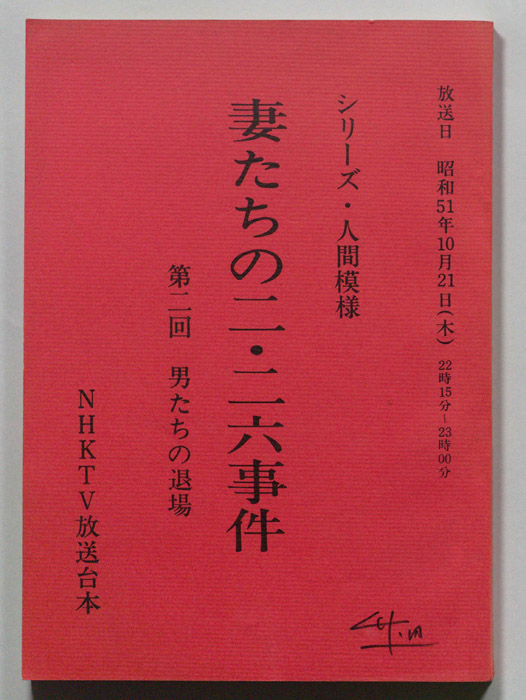 放送日　昭和51年10月21日(木) 22時15分〜23時00分
シリーズ・人間模様
妻たちの二・二六事件
第二回　男たちの退場
NHKTV放送台本